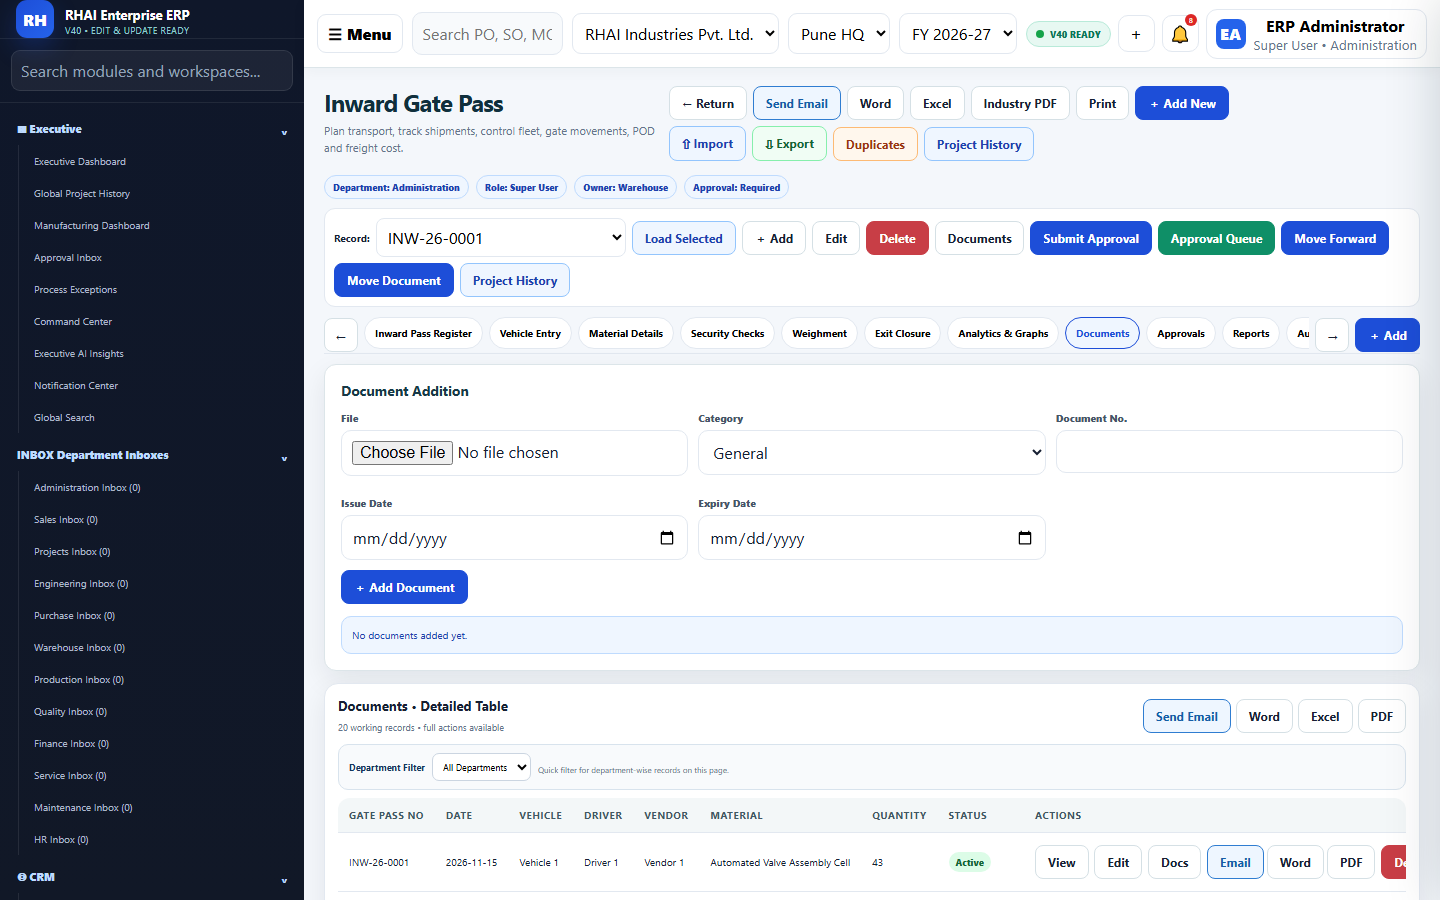 RH
RHAI Enterprise ERP
V40 • EDIT & UPDATE READY
Search modules and workspaces...
Executive
v
Executive Dashboard
Global Project History
Manufacturing Dashboard
Approval Inbox
Process Exceptions
Command Center
Executive AI Insights
Notification Center
Global Search
INBOX Department Inboxes
v
Administration Inbox (0)
Sales Inbox (0)
Projects Inbox (0)
Engineering Inbox (0)
Purchase Inbox (0)
Warehouse Inbox (0)
Production Inbox (0)
Quality Inbox (0)
Finance Inbox (0)
Service Inbox (0)
Maintenance Inbox (0)
HR Inbox (0)
CRM
v
☰ Menu
Search PO, SO, MO
RHAI Industries Pvt. Ltd.
Pune HQ
FY 2026-27
V40 READY
+
8
EA
ERP Administrator
Super User • Administration
Inward Gate Pass
Plan transport, track shipments, control fleet, gate movements, POD
and freight cost.
← Return
Send Email
Word
Excel
Industry PDF
Print
+ Add New
⇧ Import
⇩ Export
Duplicates
Project History
Department: Administration
Role: Super User
Owner: Warehouse
Approval: Required
Record:
INW-26-0001
Load Selected
+ Add
Edit
Delete
Documents
Submit Approval
Approval Queue
Move Forward
Move Document
Project History
←
Inward Pass Register
Vehicle Entry
Material Details
Security Checks
Weighment
Exit Closure
Analytics & Graphs
Documents
Approvals
Reports
Au
→
+ Add
Document Addition
File
Category
Document No.
Choose File No file chosen
General
Issue Date
Expiry Date
mm/dd/yyyy
mm/dd/yyyy
+ Add Document
No documents added yet.
Documents • Detailed Table
20 working records • full actions available
Send Email
Word
Excel
PDF
Department Filter
All Departments
Quick filter for department-wise records on this page.
GATE PASS NO DATE VEHICLE DRIVER VENDOR MATERIAL QUANTITY STATUS ACTIONS
INW-26-0001 2026-11-15 Vehicle 1 Driver 1 Vendor 1 Automated Valve Assembly Cell 43 Active View Edit Docs Email Word PDF De